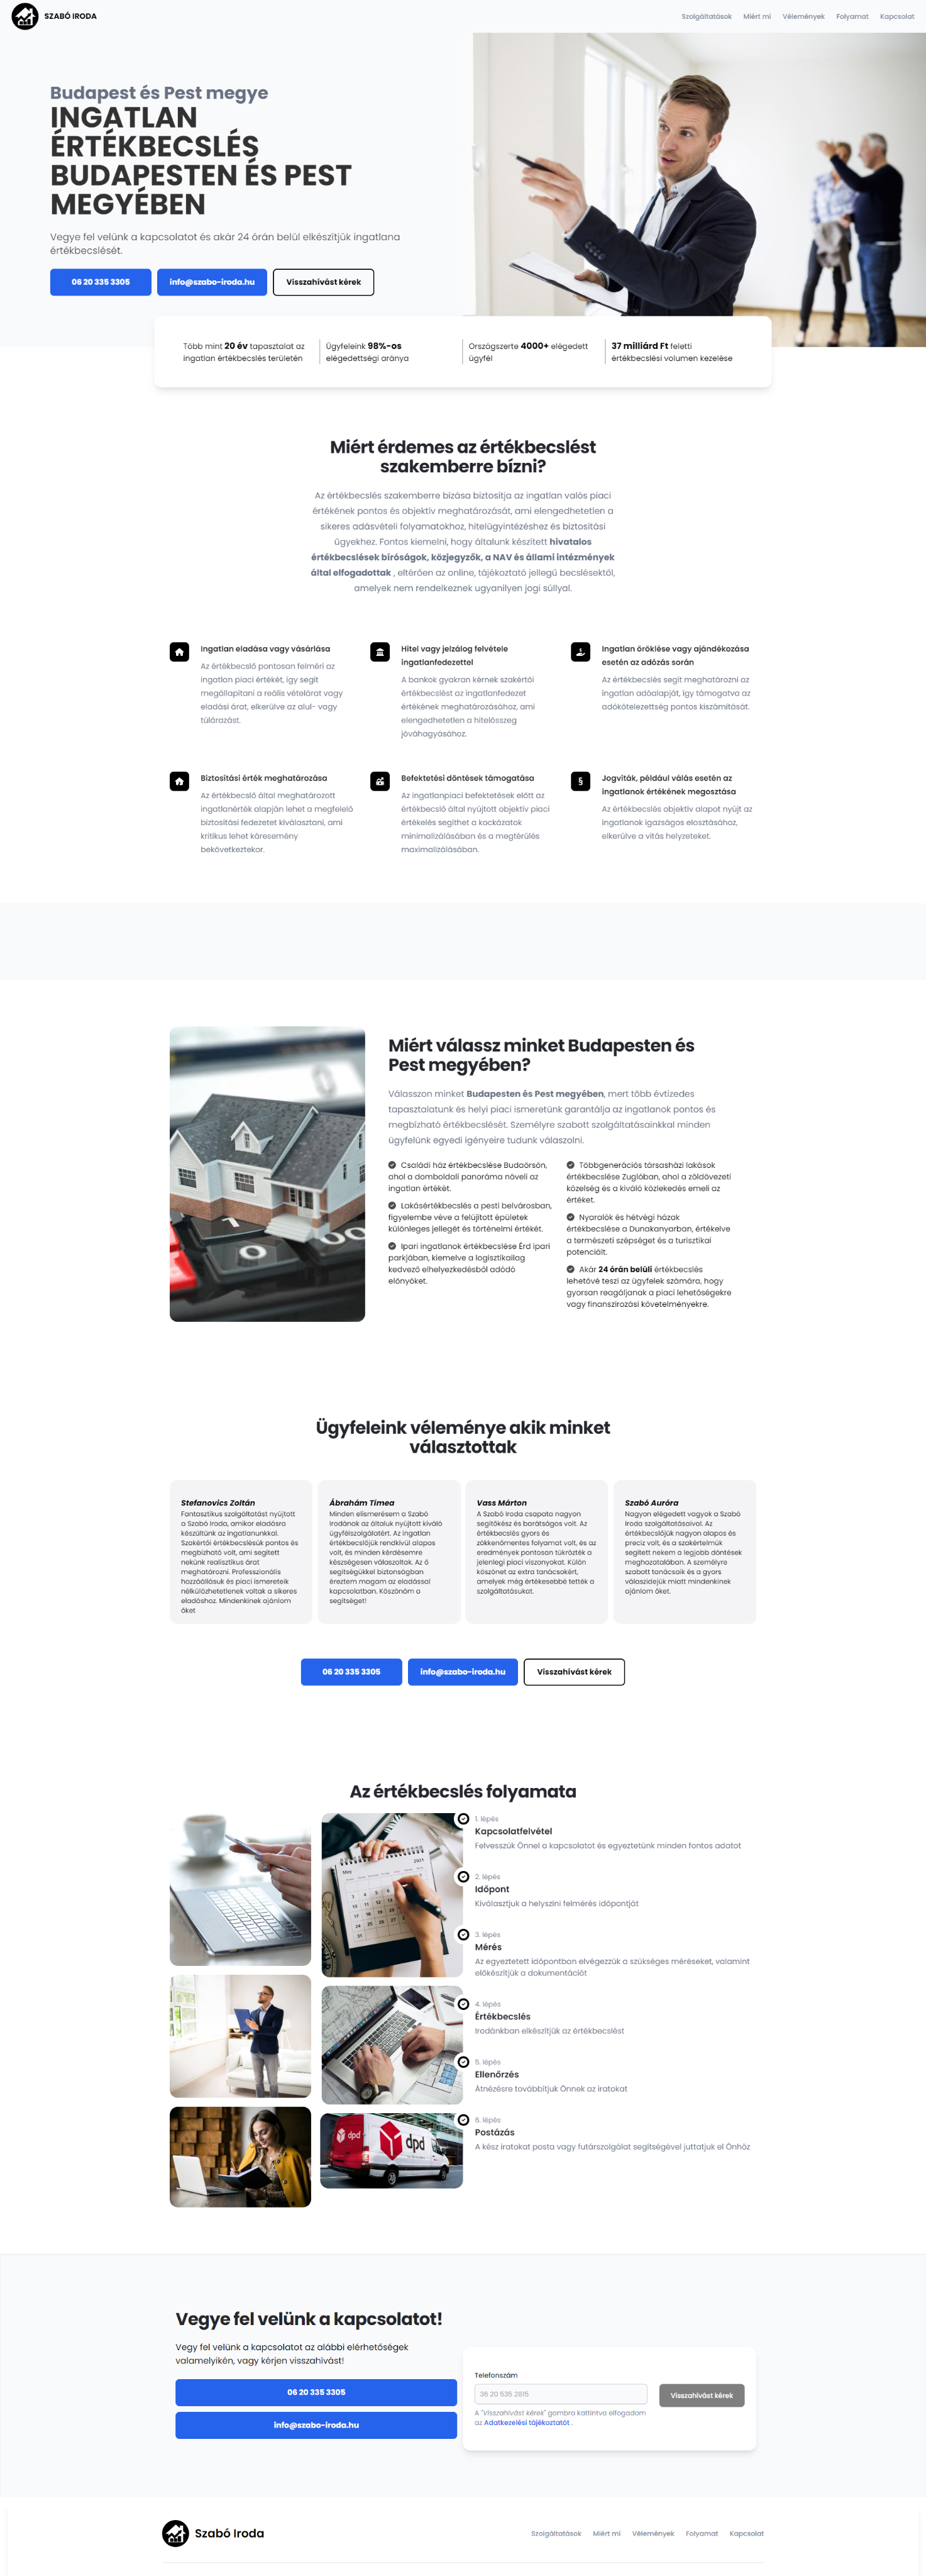 SZABÓ IRODA
Szolgáltatások Miért mi Vélemények Folyamat Kapcsolat
Budapest és Pest megye
INGATLAN
ÉRTÉKBECSLÉS
BUDAPESTEN ÉS PEST
MEGYÉBEN
Vegye fel velünk a kapcsolatot és akár 24 órán belül elkészítjük ingatlana
értékbecslését.
06 20 335 3305 info@szabo-iroda.hu Visszahívást kérek
Több mint 20 év tapasztalat az
ingatlan értékbecslés területén
Ügyfeleink 98%-os
elégedettségi aránya
Országszerte 4000+ elégedett
ügyfél
37 milliárd Ft feletti
értékbecslési volumen kezelése
Miért érdemes az értékbecslést
szakemberre bízni?
Az értékbecslés szakemberre bízása biztosítja az ingatlan valós piaci
értékének pontos és objektív meghatározását, ami elengedhetetlen a
sikeres adásvételi folyamatokhoz, hitelügyintézéshez és biztosítási
ügyekhez. Fontos kiemelni, hogy általunk készített hivatalos
értékbecslések bíróságok, közjegyzők, a NAV és állami intézmények
által elfogadottak , eltérően az online, tájékoztató jellegű becslésektől,
amelyek nem rendelkeznek ugyanilyen jogi súllyal.
Ingatlan eladása vagy vásárlása
Az értékbecslő pontosan felméri az
ingatlan piaci értékét, így segít
megállapítani a reális vételárat vagy
eladási árat, elkerülve az alul- vagy
túlárazást.
Hitel vagy jelzálog felvétele
ingatlanfedezettel
A bankok gyakran kérnek szakértői
értékbecslést az ingatlanfedezet
értékének meghatározásához, ami
elengedhetetlen a hitelösszeg
jóváhagyásához.
Ingatlan öröklése vagy ajándékozása
esetén az adózás során
Az értékbecslés segít meghatározni az
ingatlan adóalapját, így támogatva az
adókötelezettség pontos kiszámítását.
Biztosítási érték meghatározása
Az értékbecslő által meghatározott
ingatlanérték alapján lehet a megfelelő
biztosítási fedezetet kiválasztani, ami
kritikus lehet káresemény
bekövetkeztekor.
Befektetési döntések támogatása
Az ingatlanpiaci befektetések előtt az
értékbecslő által nyújtott objektív piaci
értékelés segíthet a kockázatok
minimalizálásában és a megtérülés
maximalizálásában.
§
Jogviták, például válás esetén az
ingatlanok értékének megosztása
Az értékbecslés objektív alapot nyújt az
ingatlanok igazságos elosztásához,
elkerülve a vitás helyzeteket.
Miért válassz minket Budapesten és
Pest megyében?
Válasszon minket Budapesten és Pest megyében, mert több évtizedes
tapasztalatunk és helyi piaci ismeretünk garantálja az ingatlanok pontos és
megbízható értékbecslését. Személyre szabott szolgáltatásainkkal minden
ügyfelünk egyedi igényeire tudunk válaszolni.
Családi ház értékbecslése Budaörsön,
ahol a domboldali panoráma növeli az
ingatlan értékét.
Lakásértékbecslés a pesti belvárosban,
figyelembe véve a felújított épületek
különleges jellegét és történelmi értékét.
Ipari ingatlanok értékbecslése Érd ipari
parkjában, kiemelve a logisztikailag
kedvező elhelyezkedésből adódó
előnyöket.
Többgenerációs társasházi lakások
értékbecslése Zuglóban, ahol a zöldövezeti
közelség és a kiváló közlekedés emeli az
értéket.
Nyaralók és hétvégi házak
értékbecslése a Dunakanyarban, értékelve
a természeti szépséget és a turisztikai
potenciált.
Akár 24 órán belüli értékbecslés
lehetővé teszi az ügyfelek számára, hogy
gyorsan reagáljanak a piaci lehetőségekre
vagy finanszírozási követelményekre.
Ügyfeleink véleménye akik minket
választottak
Stefanovics Zoltán
Fantasztikus szolgáltatást nyújtott
a Szabó Iroda, amikor eladásra
készültünk az ingatlanunkkal.
Szakértői értékbecslésük pontos és
megbízható volt, ami segített
nekünk realisztikus árat
meghatározni. Professzionális
hozzáállásuk és piaci ismereteik
nélkülözhetetlenek voltak a sikeres
eladáshoz. Mindenkinek ajánlom
őket
Ábrahám Tímea
Minden elismerésem a Szabó
Irodának az általuk nyújtott kiváló
ügyfélszolgálatért. Az ingatlan
értékbecslőjük rendkívül alapos
volt, és minden kérdésemre
készségesen válaszoltak. Az ő
segítségükkel biztonságban
éreztem magam az eladással
kapcsolatban. Köszönöm a
segítséget!
Vass Márton
A Szabó Iroda csapata nagyon
segítőkész és barátságos volt. Az
értékbecslés gyors és
zökkenőmentes folyamat volt, és az
eredmények pontosan tükrözték a
jelenlegi piaci viszonyokat. Külön
köszönet az extra tanácsokért,
amelyek még értékesebbé tették a
szolgáltatásukat.
Szabó Auróra
Nagyon elégedett vagyok a Szabó
Iroda szolgáltatásaival. Az
értékbecslőjük nagyon alapos és
precíz volt, és a szakértelmük
segített nekem a legjobb döntések
meghozatalában. A személyre
szabott tanácsaik és a gyors
válaszidejük miatt mindenkinek
ajánlom őket.
06 20 335 3305 info@szabo-iroda.hu Visszahívást kérek
Az értékbecslés folyamata
1. lépés
Kapcsolatfelvétel
Felvesszük Önnel a kapcsolatot és egyeztetünk minden fontos adatot
2. lépés
Időpont
Kiválasztjuk a helyszíni felmérés időpontját
3. lépés
Mérés
Az egyeztetett időpontban elvégezzük a szükséges méréseket, valamint
előkészítjük a dokumentációt
4. lépés
Értékbecslés
Irodánkban elkészítjük az értékbecslést
5. lépés
Ellenőrzés
Átnézésre továbbítjuk Önnek az iratokat
6. lépés
Postázás
A kész iratokat posta vagy futárszolgálat segítségével juttatjuk el Önhöz
dpd
dpd
Vegye fel velünk a kapcsolatot!
Vegy fel velünk a kapcsolatot az alábbi elérhetőségek
valamelyikén, vagy kérjen visszahívást!
06 20 335 3305
info@szabo-iroda.hu
Telefonszám
36 20 535 2815
Visszahívást kérek
A "Visszahívást kérek" gombra kattintva elfogadom
az Adatkezelési tájékoztatót .
Szabó Iroda
Szolgáltatások Miért mi Vélemények Folyamat Kapcsolat